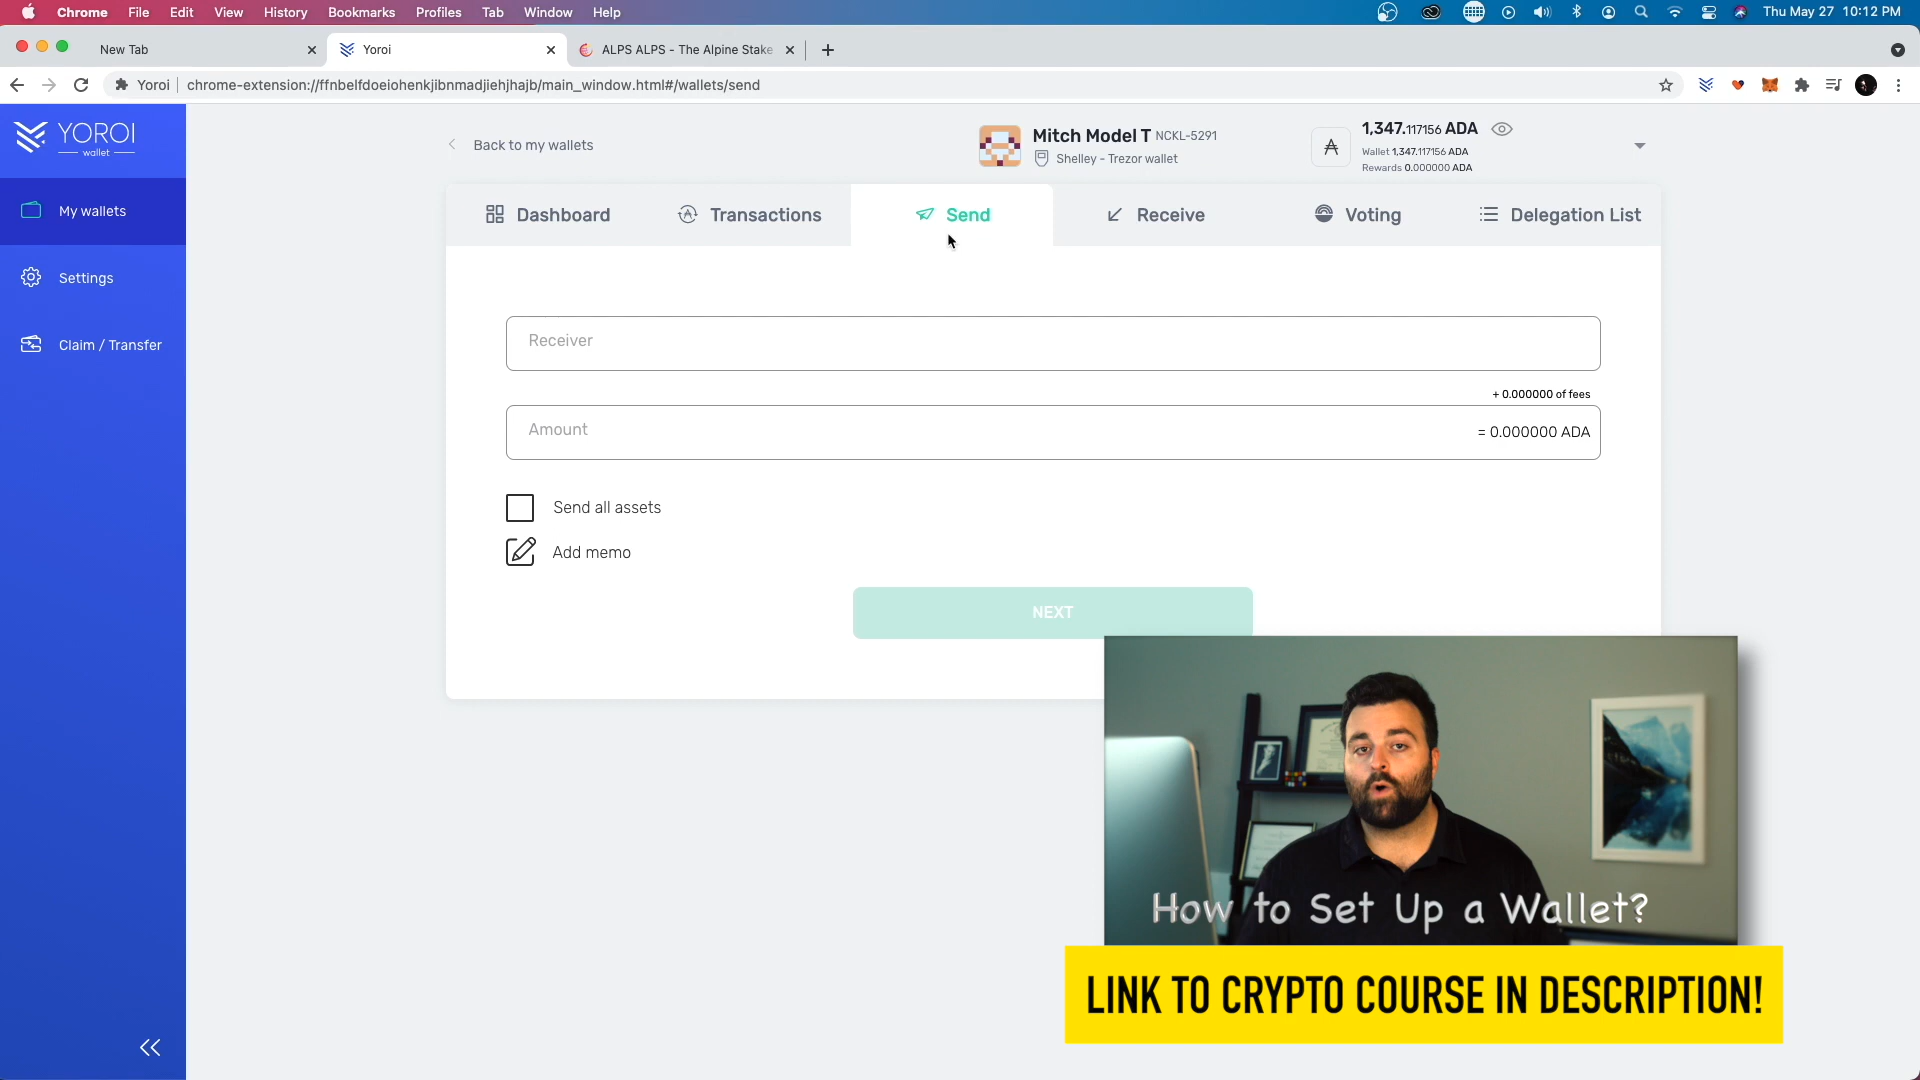 Chrome File Edit View History Bookmarks Profiles Tab Window Help Thu May 27 10:12 PM
New Tab Yoroi ALPS ALPS - The Alpine Stake
Yoroi chrome-extension://ffnbelfdoeiohenkjibnmadjiehjhajb/main_window.html#/wallets/send
YOROI
wallet
My wallets
Settings
Claim / Transfer
Back to my wallets
Mitch Model T NCKL-5291
Shelley - Trezor wallet
1,347.117156 ADA
Wallet 1,347.117156 ADA
Rewards 0.000000 ADA
Dashboard Transactions Send Receive Voting Delegation List
Receiver
+ 0.000000 of fees
Amount = 0.000000 ADA
Send all assets
Add memo
NEXT
How to Set Up a Wallet?
LINK TO CRYPTO COURSE IN DESCRIPTION!